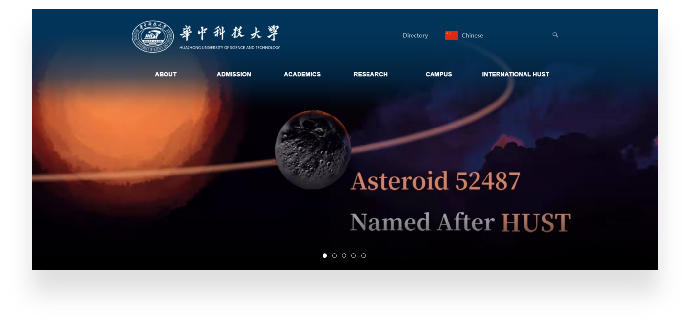 華中科技大學
HUAZHONG UNIVERSITY OF SCIENCE AND TECHNOLOGY
Directory
Chinese
ABOUT ADMISSION ACADEMICS RESEARCH CAMPUS INTERNATIONAL HUST
Asteroid 52487
Named After HUST